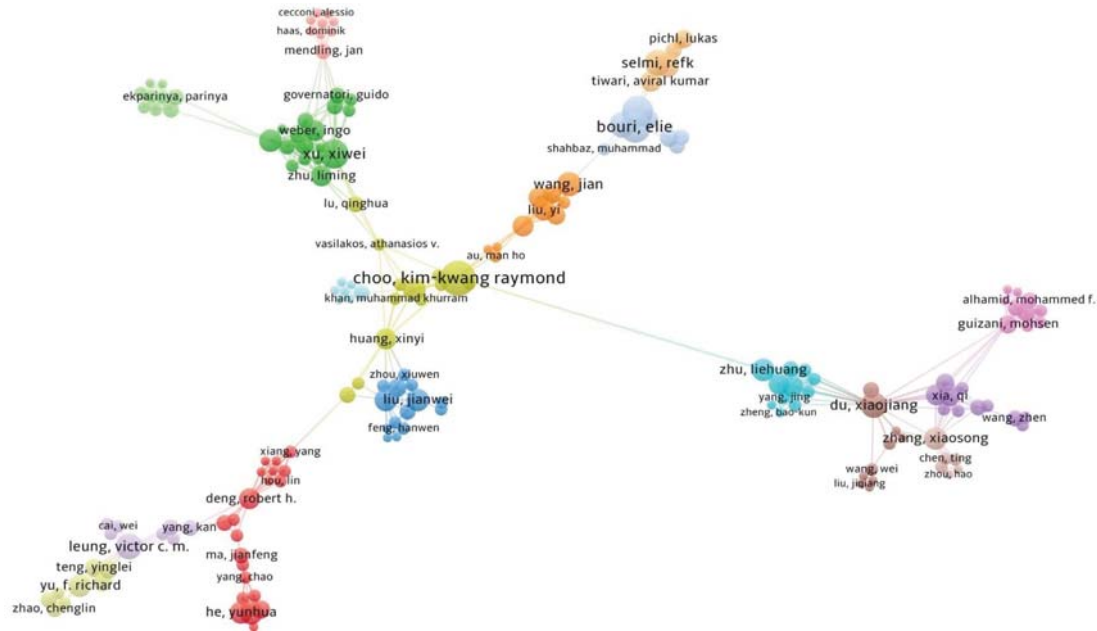 cecconi, alessio
haas, dominik
mendling, jan
ekparinya, parinya
governatori, guido
weber, ingo
xu, xiwei
zhu, liming
lu, qinghua
vasilakos, athanasios v.
pichl, lukas
selmi, refk
tiwari, aviral kumar
bouri, elie
shahbaz, muhammad
wang, jian
liu, yi
au, man ho
choo, kim-kwang raymond
khan, muhammad khurram
huang, xinyi
zhou, xiuwen
liu, jianwei
feng, hanwen
alhamid, mohammed f.
guizani, mohsen
zhu, liehuang
yang, jing
zheng, bao-kun
du, xiaojiang
xia, qi
wang, zhen
zhang, xiaosong
chen, ting
zhou, hao
wang, wei
liu, jiqiang
xiang, yang
hou, lin
deng, robert h.
cai, wei
yang, kan
leung, victor c. m.
teng, yinglei
yu, f. richard
zhao, chenglin
ma, jianfeng
yang, chao
he, yunhua